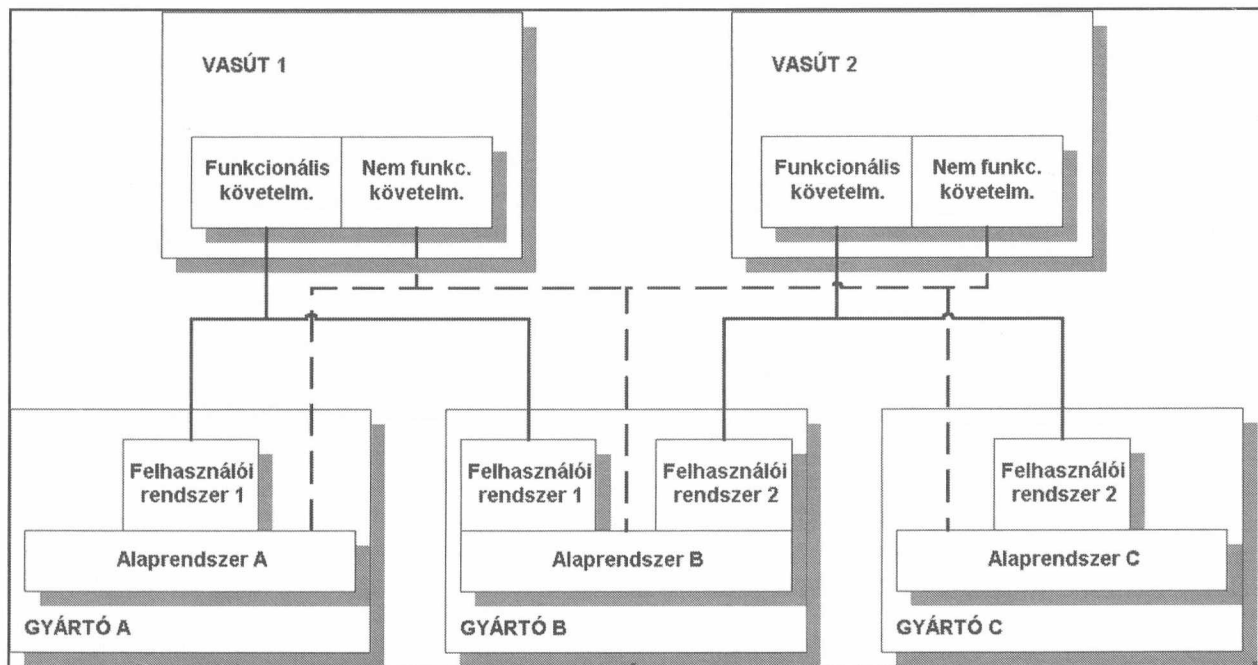 VASÚT 1
VASÚT 2
Funkcionális
követelm.
Nem funkc.
követelm.
Funkcionális
követelm.
Nem funkc.
követelm.
Felhasználói
rendszer 1
Felhasználói
rendszer 1
Felhasználói
rendszer 2
Felhasználói
rendszer 2
Alaprendszer A
Alaprendszer B
Alaprendszer C
GYÁRTÓ A
GYÁRTÓ B
GYÁRTÓ C